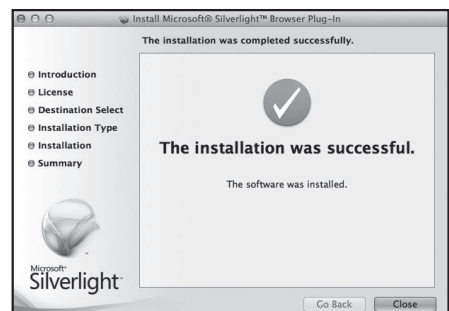 Install Microsoft® Silverlight™ Browser Plug-In
The installation was completed successfully.
Introduction
License
Destination Select
Installation Type
Installation
Summary
The installation was successful.
The software was installed.
Microsoft®
Silverlight™
Go Back
Close